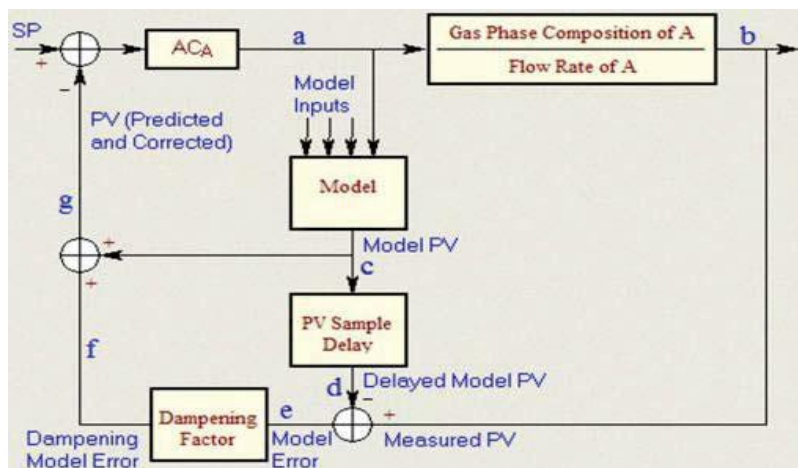 SP
+
−
AC_A
a
Gas Phase Composition of A
Flow Rate of A
b
Model
Inputs
PV (Predicted
and Corrected)
g
Model
Model PV
+
+
c
PV Sample
Delay
f
d
Delayed Model PV
−
+
Dampening
Factor
e
Measured PV
Dampening
Model Error
Model
Error